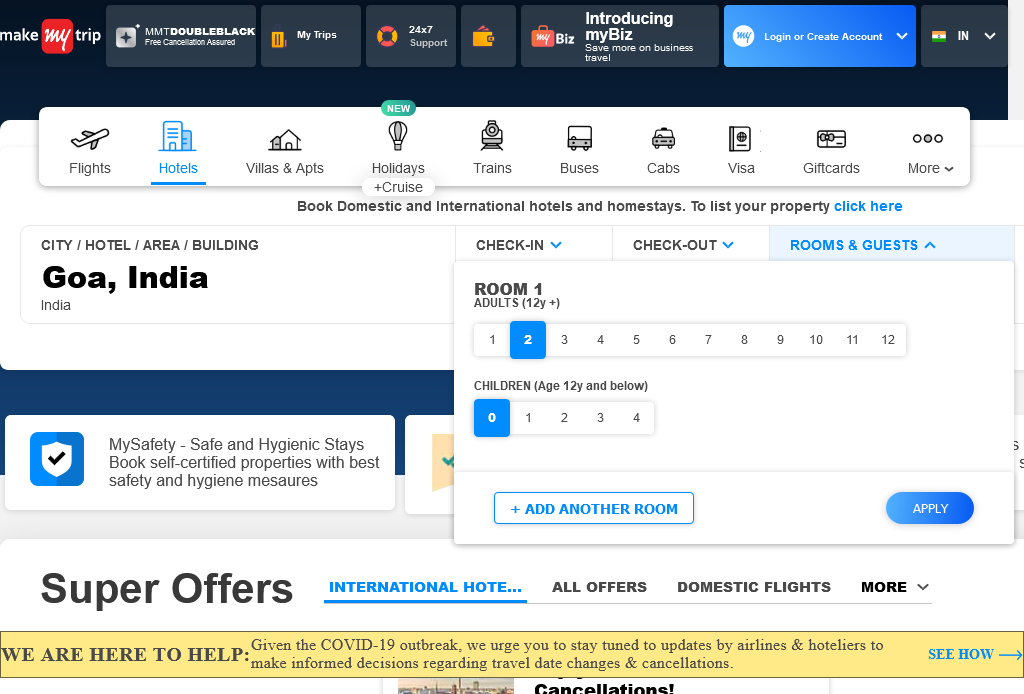 make my trip
MMTDOUBLEBLACK
Free Cancellation Assured
My Trips
24x7
Support
my Biz
Introducing
myBiz
Save more on business
travel
my
Login or Create Account
IN
NEW
Flights
Hotels
Villas & Apts
Holidays
Trains
Buses
Cabs
Visa
Giftcards
More
+Cruise
Book Domestic and International hotels and homestays. To list your property click here
CITY / HOTEL / AREA / BUILDING
CHECK-IN
CHECK-OUT
ROOMS & GUESTS
Goa, India
India
ROOM 1
ADULTS (12y +)
1 2 3 4 5 6 7 8 9 10 11 12
CHILDREN (Age 12y and below)
0 1 2 3 4
+ ADD ANOTHER ROOM
APPLY
MySafety - Safe and Hygienic Stays
Book self-certified properties with best
safety and hygiene mesaures
Super Offers
INTERNATIONAL HOTE...
ALL OFFERS
DOMESTIC FLIGHTS
MORE
WE ARE HERE TO HELP:
Given the COVID-19 outbreak, we urge you to stay tuned to updates by airlines & hoteliers to
make informed decisions regarding travel date changes & cancellations.
SEE HOW
Cancellations!